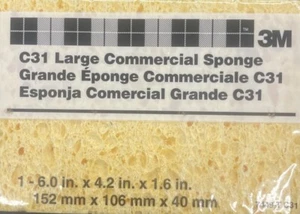 3M
C31 Large Commercial Sponge
Grande Éponge Commerciale C31
Esponja Comercial Grande C31
1 - 6.0 in. x 4.2 in. x 1.6 in.
152 mm x 106 mm x 40 mm